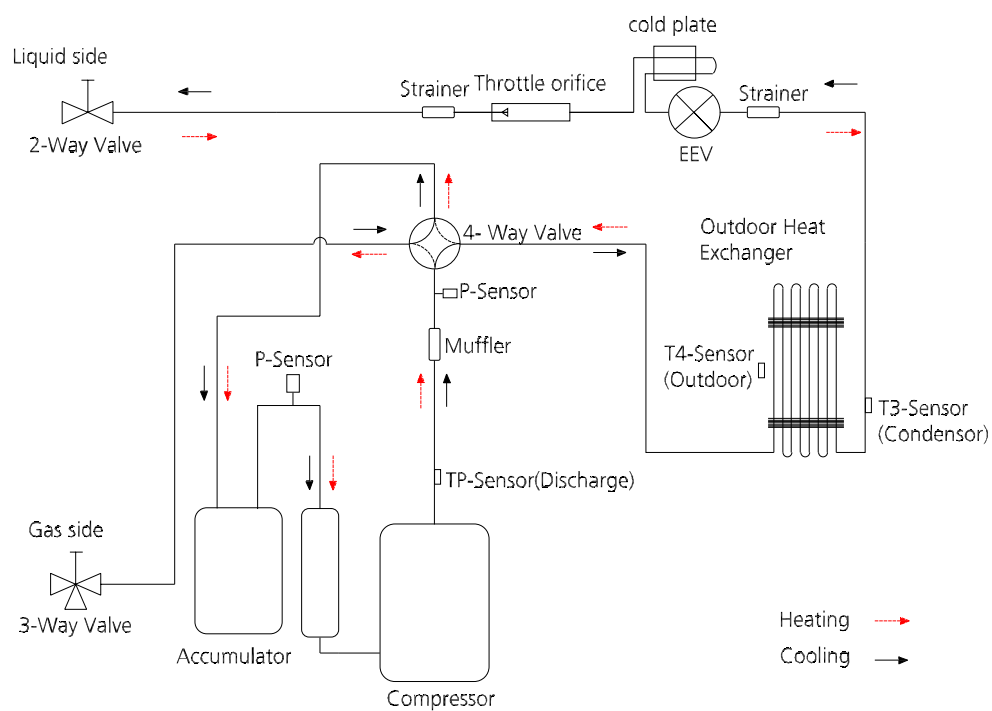 cold plate
Liquid side
Strainer
Throttle orifice
Strainer
2-Way Valve
EEV
4- Way Valve
Outdoor Heat
Exchanger
P-Sensor
Muffler
P-Sensor
T4-Sensor
(Outdoor)
T3-Sensor
(Condensor)
TP-Sensor(Discharge)
Gas side
3-Way Valve
Accumulator
Compressor
Heating
Cooling